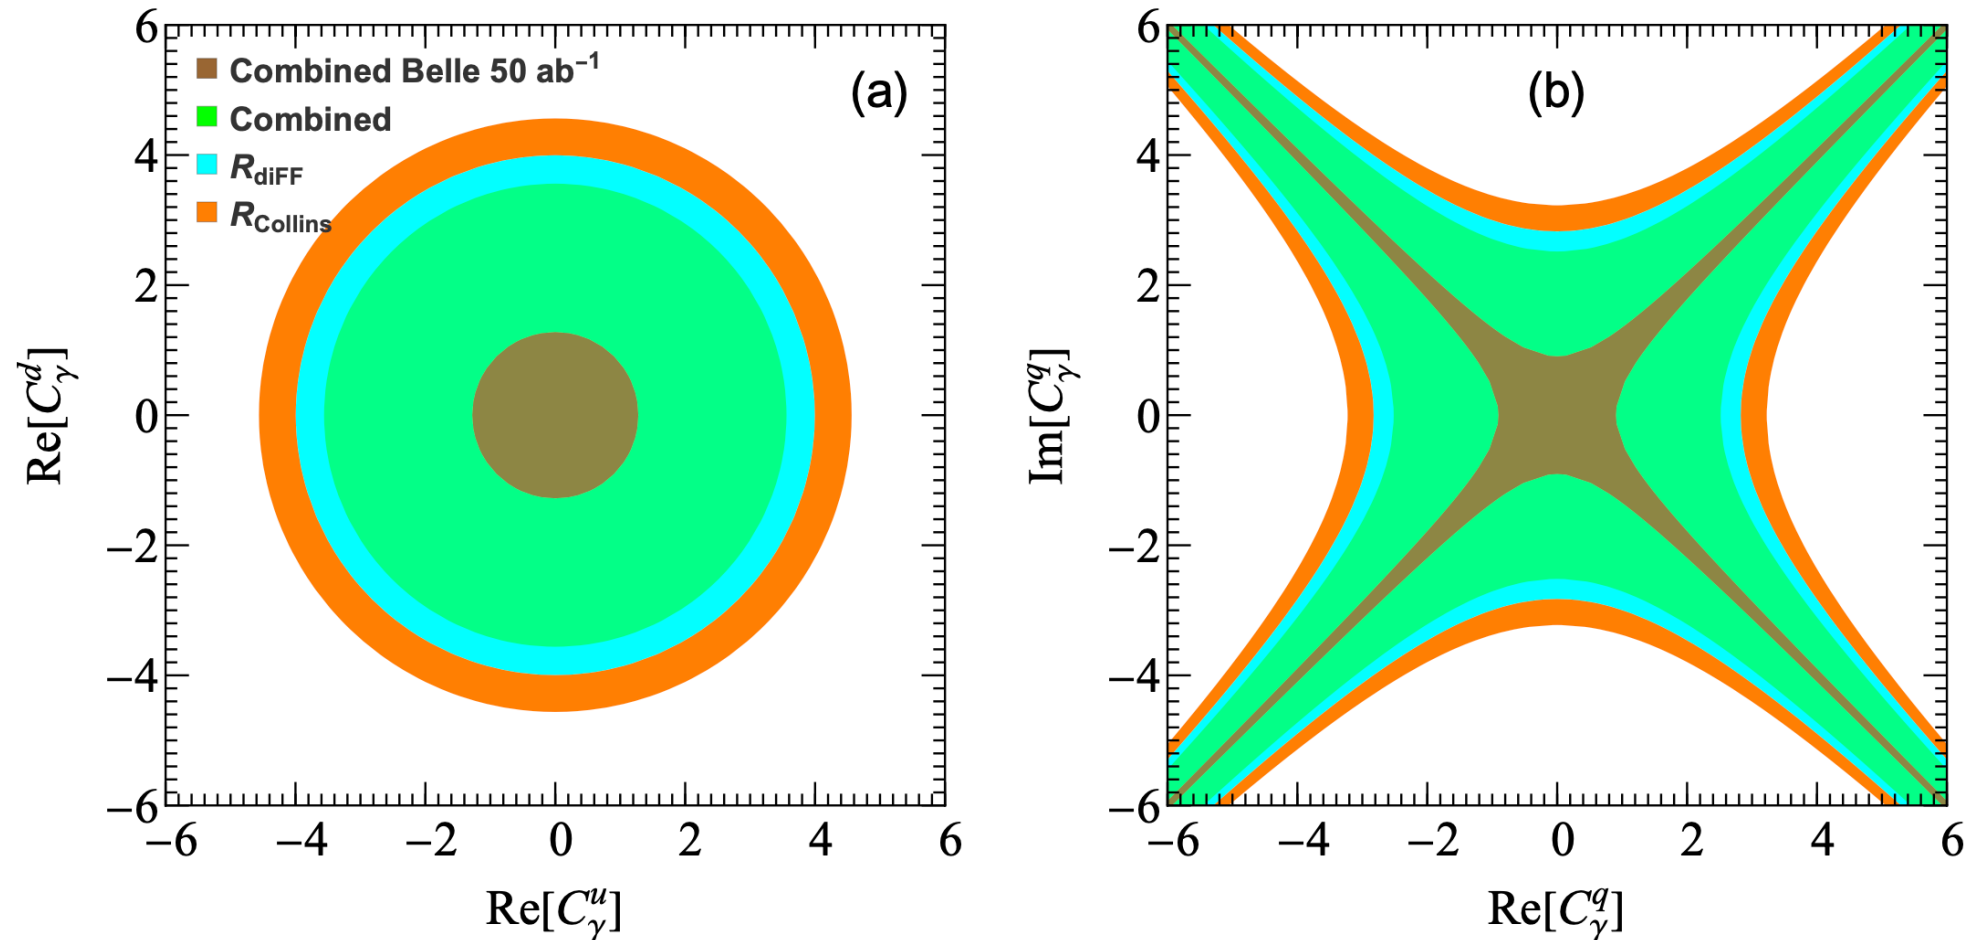 6
4
2
0
−2
−4
−6
−6 −4 −2 0 2 4 6
Re[C_γ^d]
Re[C_γ^u]
Combined Belle 50 ab⁻¹
Combined
R_diFF
R_Collins
(a)
6
4
2
0
−2
−4
−6
−6 −4 −2 0 2 4 6
Im[C_γ^q]
Re[C_γ^q]
(b)